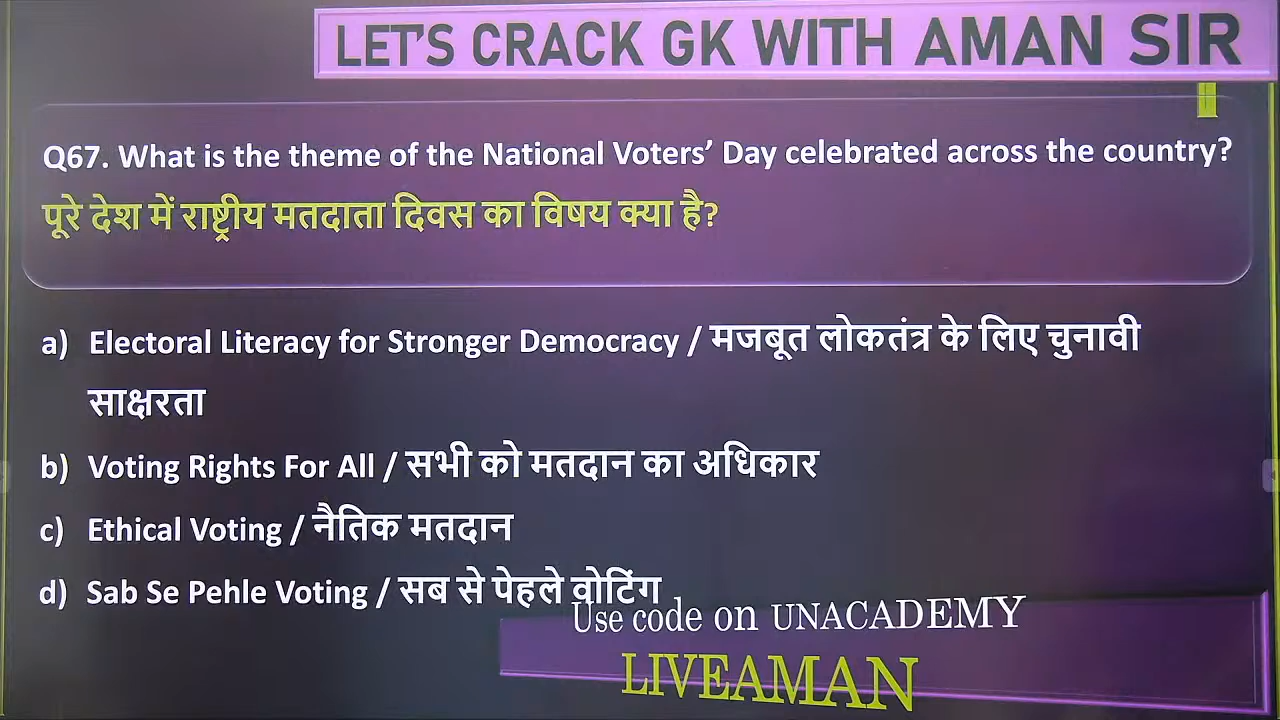 LET'S CRACK GK WITH AMAN SIR
Q67. What is the theme of the National Voters' Day celebrated across the country?
पूरे देश में राष्ट्रीय मतदाता दिवस का विषय क्या है?
a) Electoral Literacy for Stronger Democracy / मजबूत लोकतंत्र के लिए चुनावी
साक्षरता
b) Voting Rights For All / सभी को मतदान का अधिकार
c) Ethical Voting / नैतिक मतदान
d) Sab Se Pehle Voting / सब से पेहले वोटिंग
Use code on UNACADEMY
LIVEAMAN